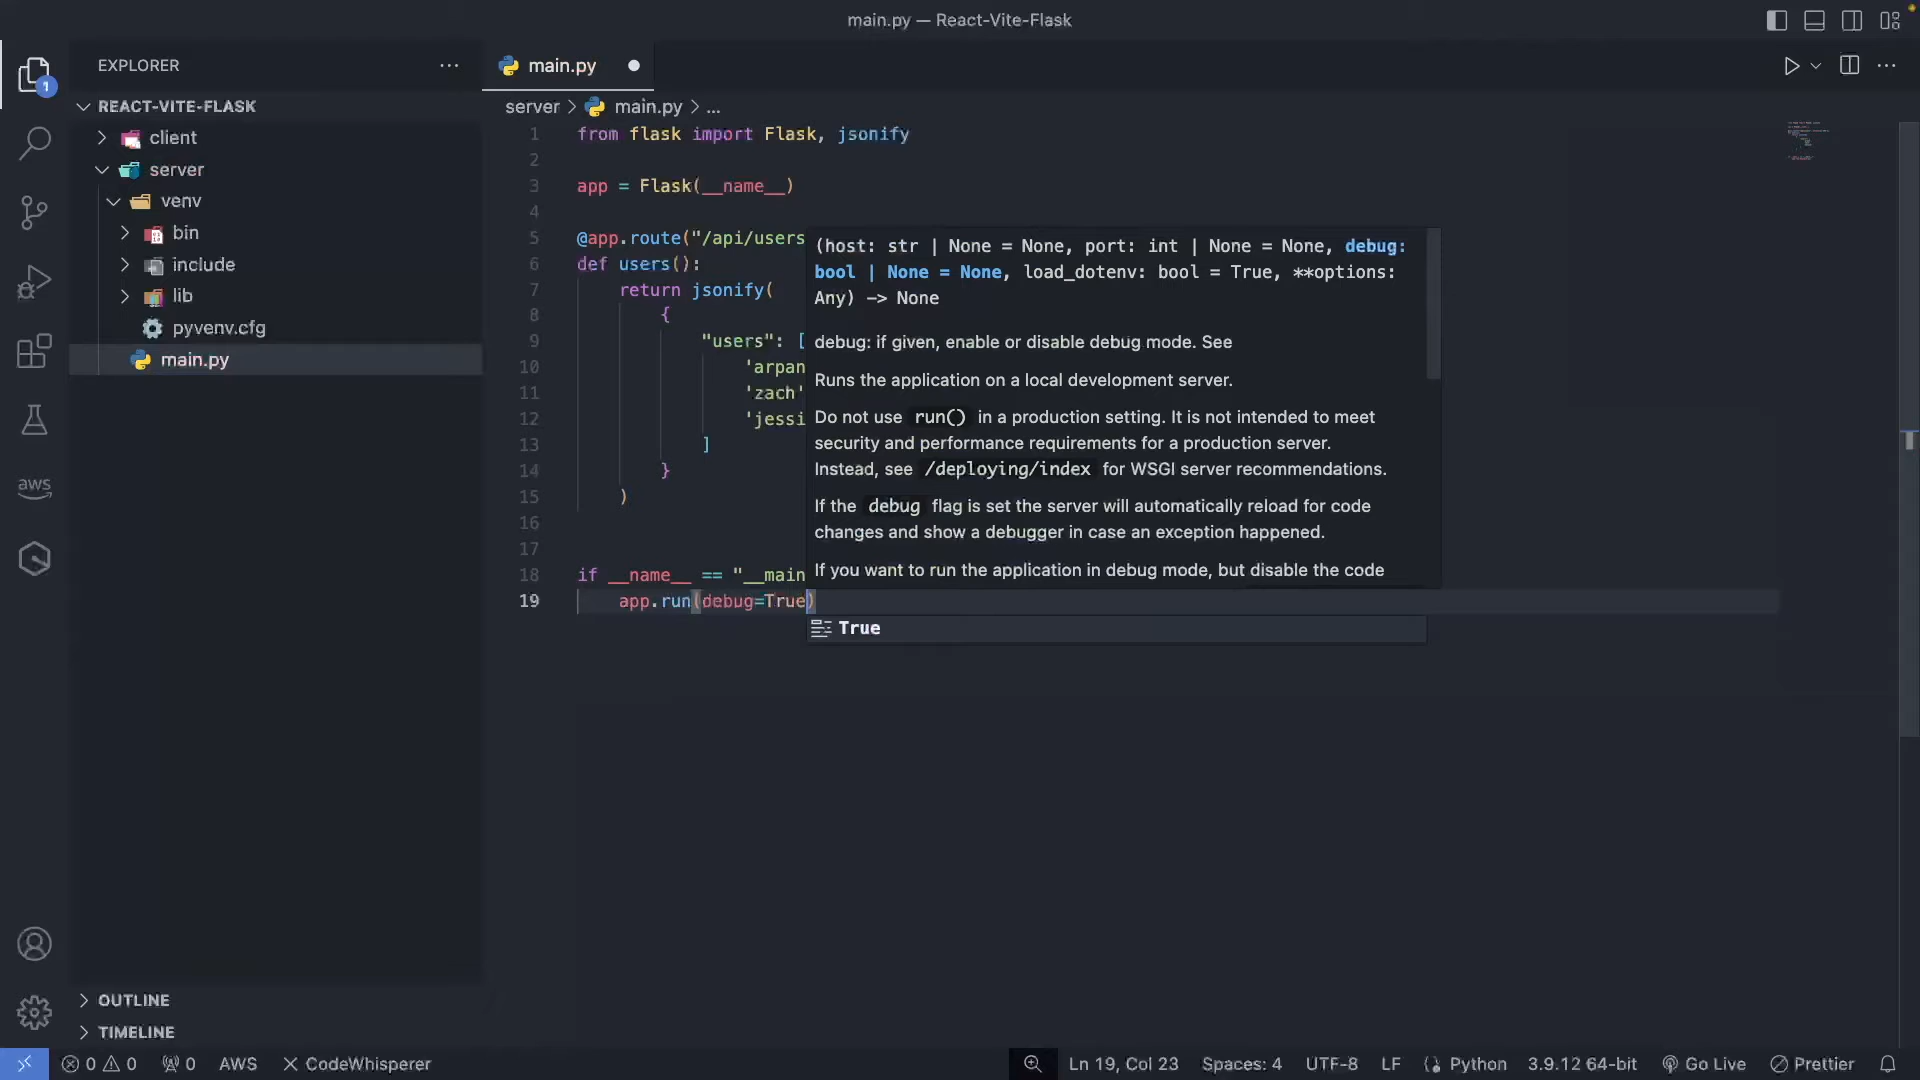 main.py — React-Vite-Flask
EXPLORER
main.py
1
REACT-VITE-FLASK
server > main.py > ...
client
server
venv
bin
include
lib
pyvenv.cfg
main.py
aws
1 from flask import Flask, jsonify
2
3 app = Flask(__name__)
4
5 @app.route("/api/users
6 def users():
7 return jsonify(
8 {
9 "users": [
10 'arpan
11 'zach'
12 'jessi
13 ]
14 }
15 )
16
17
18 if __name__ == "__main
19 app.run(debug=True)
(host: str | None = None, port: int | None = None, debug:
bool | None = None, load_dotenv: bool = True, **options:
Any) -> None
debug: if given, enable or disable debug mode. See
Runs the application on a local development server.
Do not use run() in a production setting. It is not intended to meet
security and performance requirements for a production server.
Instead, see /deploying/index for WSGI server recommendations.
If the debug flag is set the server will automatically reload for code
changes and show a debugger in case an exception happened.
If you want to run the application in debug mode, but disable the code
True
OUTLINE
TIMELINE
0 0 0 AWS CodeWhisperer Ln 19, Col 23 Spaces: 4 UTF-8 LF Python 3.9.12 64-bit Go Live Prettier